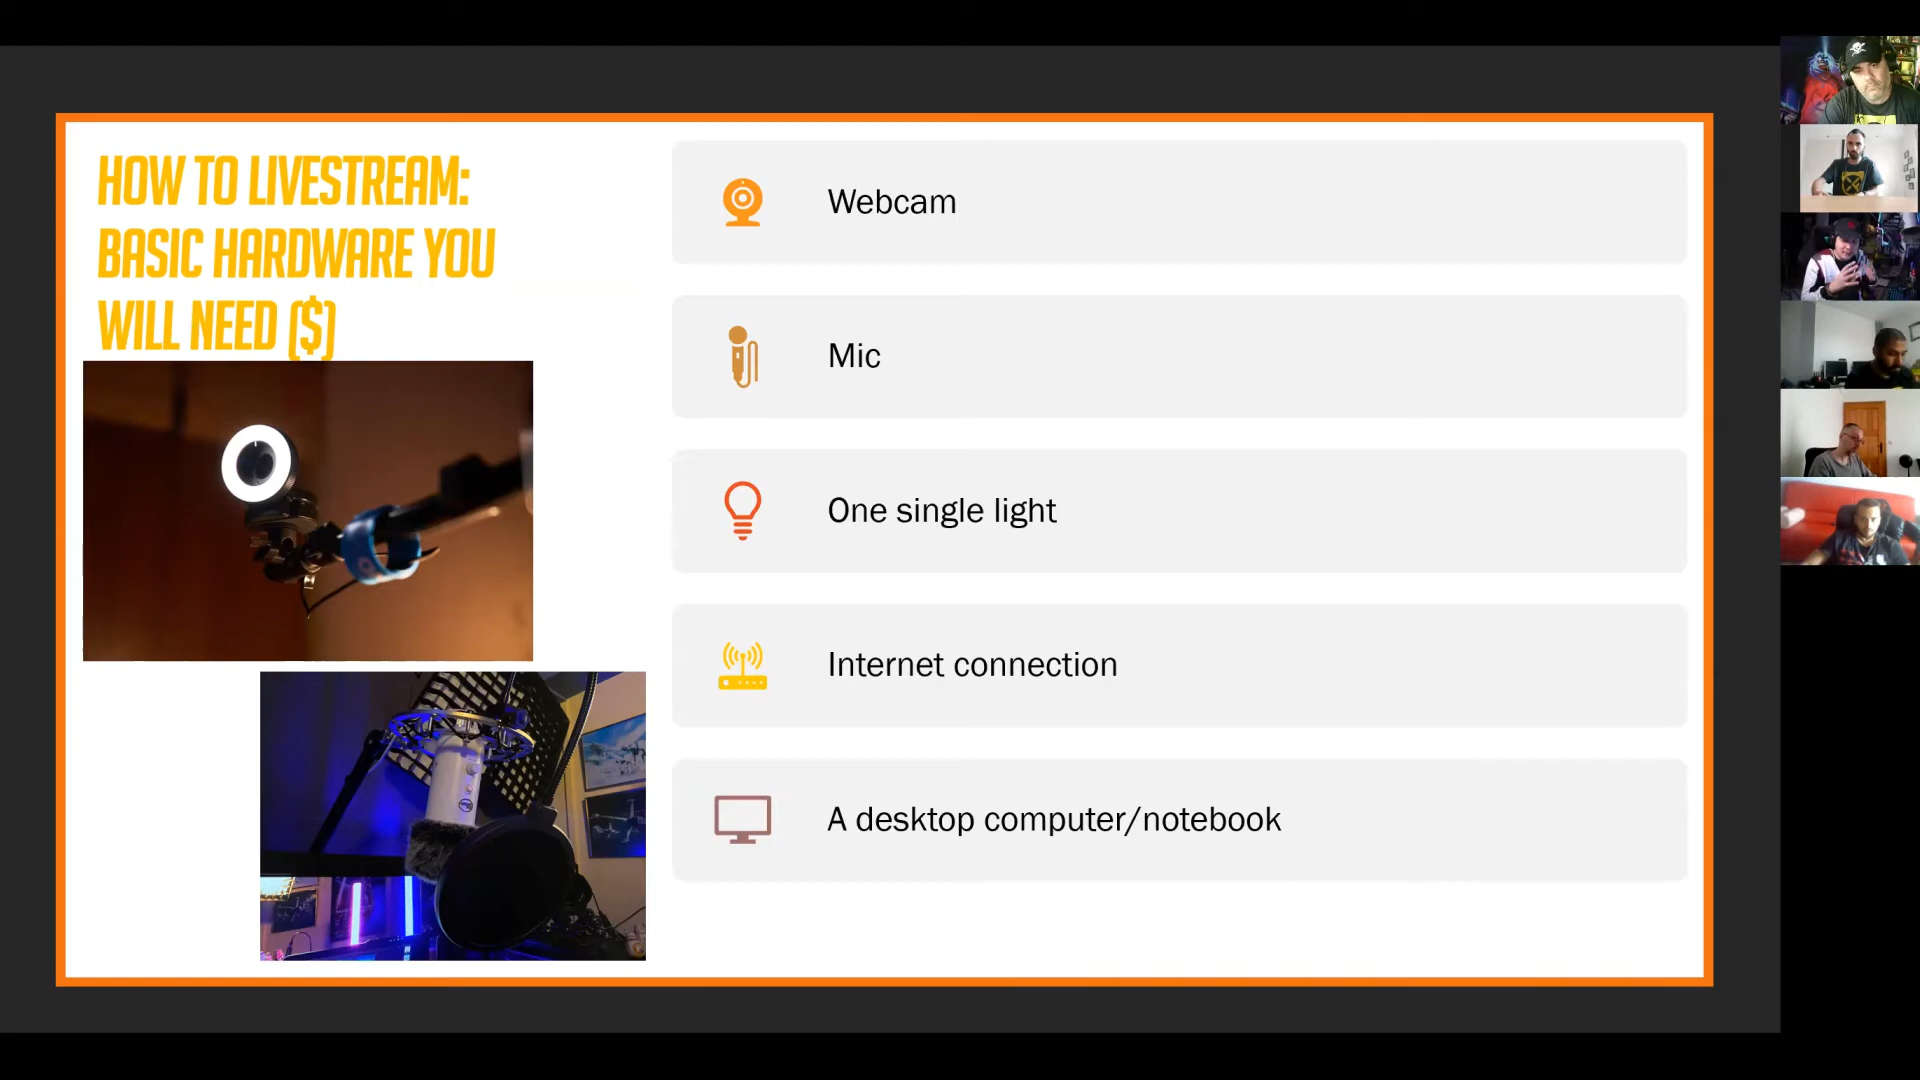 HOW TO LIVESTREAM:
BASIC HARDWARE YOU
WILL NEED ($)
Webcam
Mic
One single light
Internet connection
A desktop computer/notebook